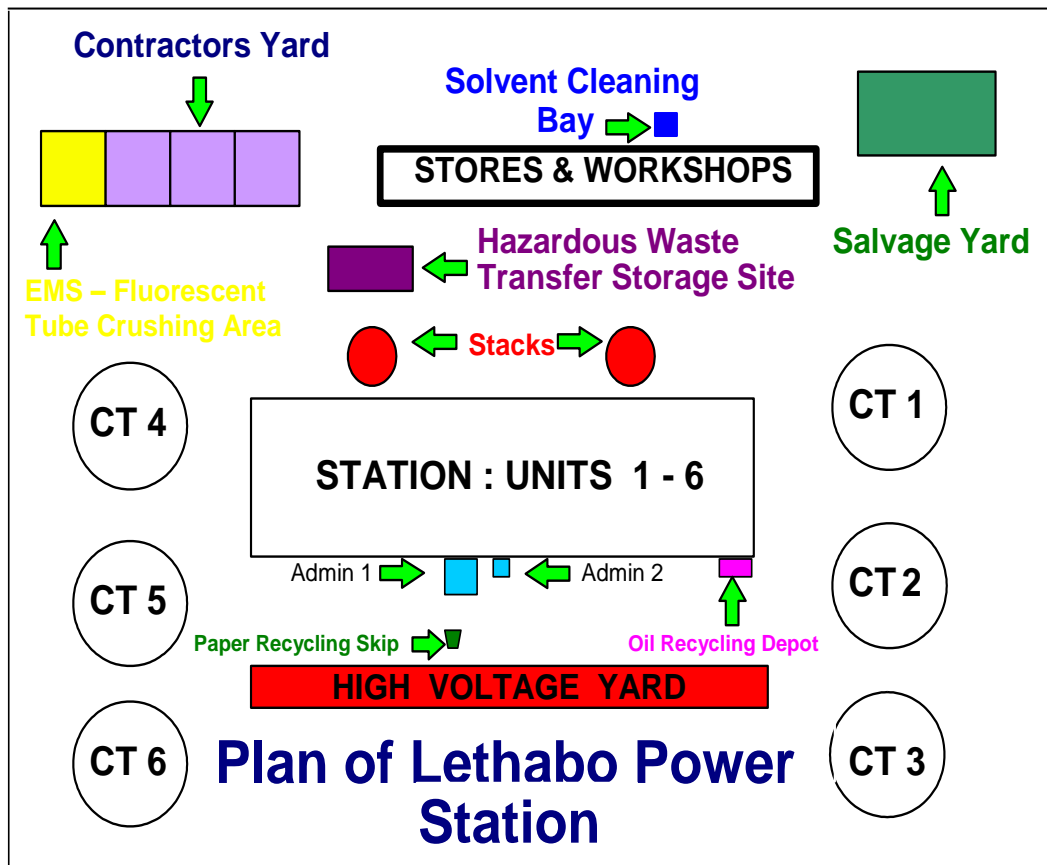 Contractors Yard
Solvent Cleaning
Bay
STORES & WORKSHOPS
Salvage Yard
Hazardous Waste
Transfer Storage Site
EMS – Fluorescent
Tube Crushing Area
Stacks
CT 4
CT 1
STATION : UNITS 1 - 6
Admin 1
Admin 2
CT 5
CT 2
Paper Recycling Skip
Oil Recycling Depot
HIGH VOLTAGE YARD
CT 6
CT 3
Plan of Lethabo Power
Station